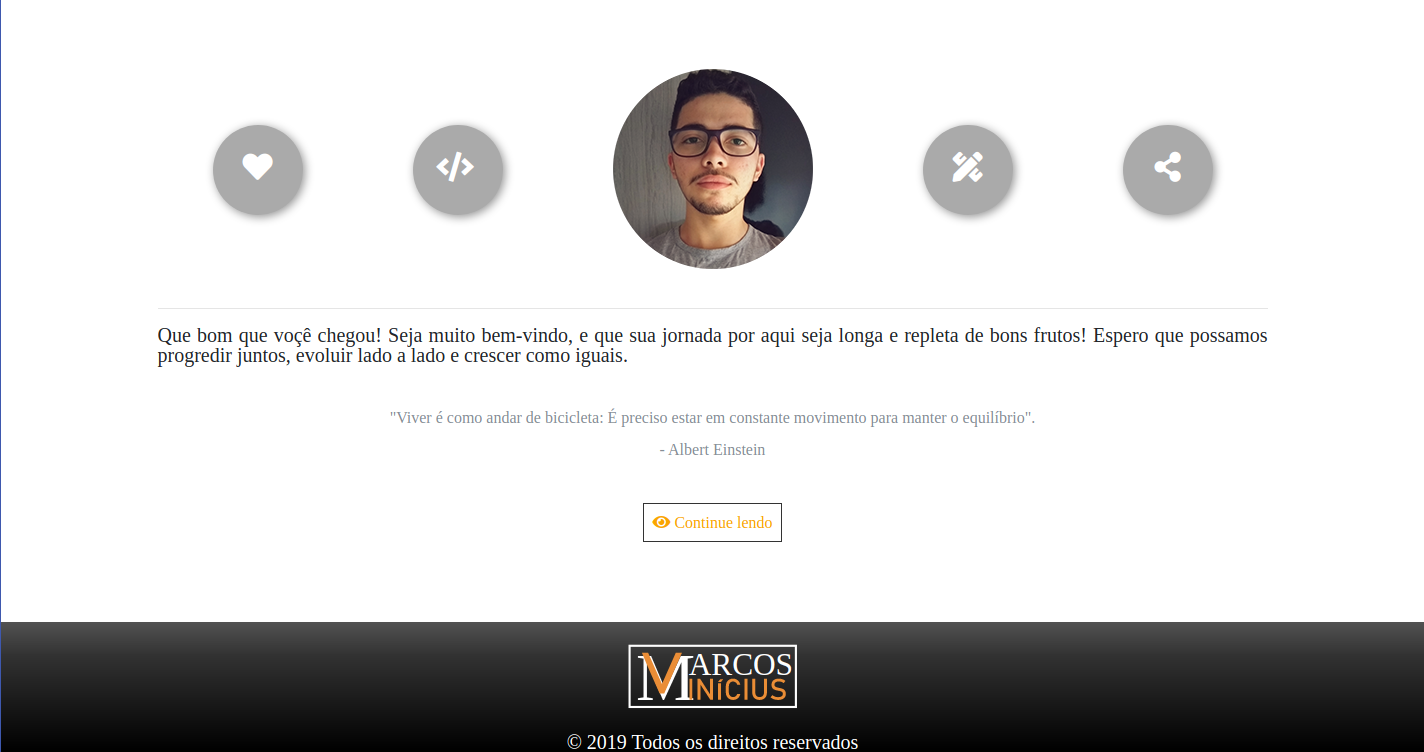 Que bom que voçê chegou! Seja muito bem-vindo, e que sua jornada por aqui seja longa e repleta de bons frutos! Espero que possamos
progredir juntos, evoluir lado a lado e crescer como iguais.
"Viver é como andar de bicicleta: É preciso estar em constante movimento para manter o equilíbrio".
- Albert Einstein
Continue lendo
MARCOS
VINíCIUS
© 2019 Todos os direitos reservados